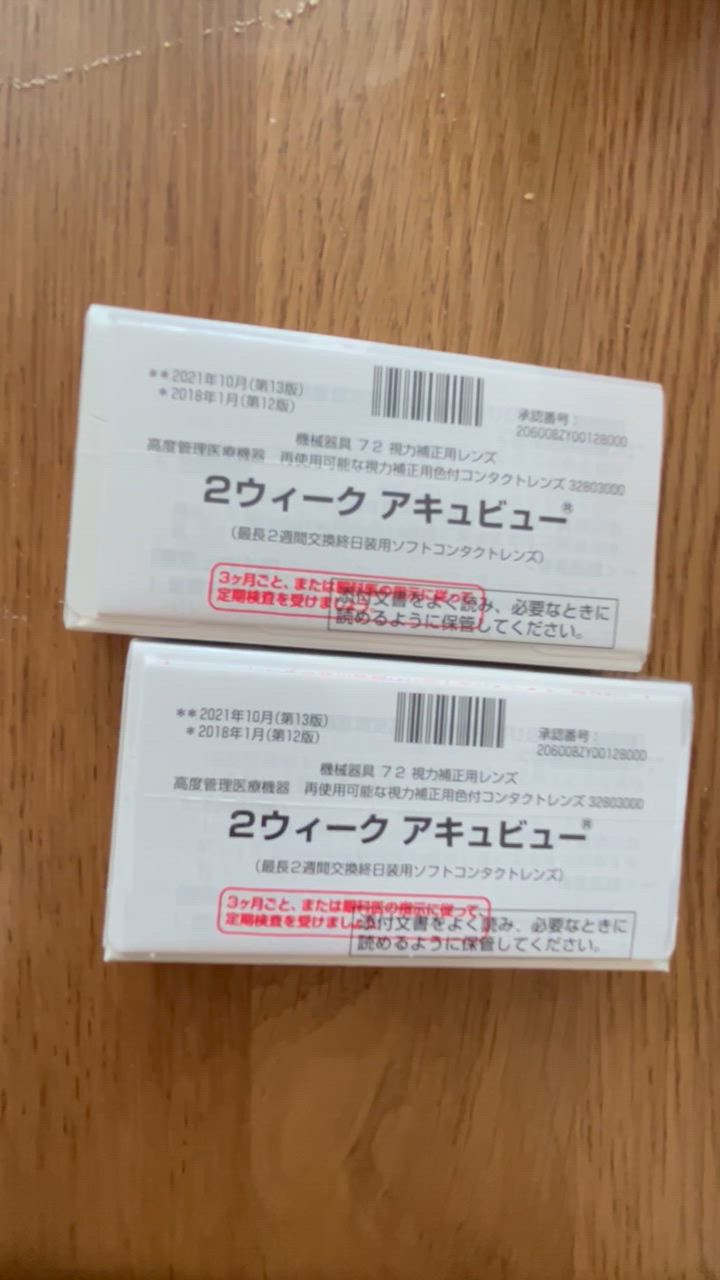 **2021年10月(第13版)
*2018年1月(第12版)
承認番号：
20600BZY00128000
機械器具 72 視力補正用レンズ
高度管理医療機器 再使用可能な視力補正用色付コンタクトレンズ 32803000
2ウィーク アキュビュー®
(最長2週間交換終日装用ソフトコンタクトレンズ)
3ヶ月ごと、または眼科医の指示に従って、
定期検査を受けましょう。
添付文書をよく読み、必要なときに
読めるように保管してください。
**2021年10月(第13版)
*2018年1月(第12版)
承認番号：
20600BZY00128000
機械器具 72 視力補正用レンズ
高度管理医療機器 再使用可能な視力補正用色付コンタクトレンズ 32803000
2ウィーク アキュビュー®
(最長2週間交換終日装用ソフトコンタクトレンズ)
3ヶ月ごと、または眼科医の指示に従って、
定期検査を受けましょう。
添付文書をよく読み、必要なときに
読めるように保管してください。